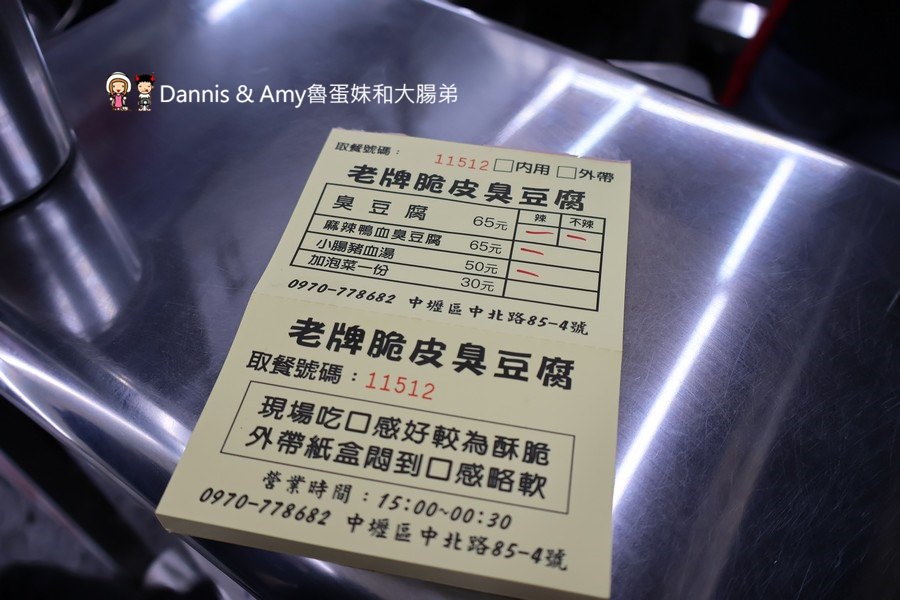 Dannis & Amy魯蛋妹和大腸弟
取餐號碼： 11512 □內用 □外帶
老牌脆皮臭豆腐
辣 不辣
臭豆腐 65元
麻辣鴨血臭豆腐 65元
小腸豬血湯 50元
加泡菜一份 30元
0970-778682 中壢區中北路85-4號
老牌脆皮臭豆腐
取餐號碼：11512
現場吃口感好較為酥脆
外帶紙盒悶到口感略軟
營業時間：15:00~00:30
0970-778682 中壢區中北路85-4號